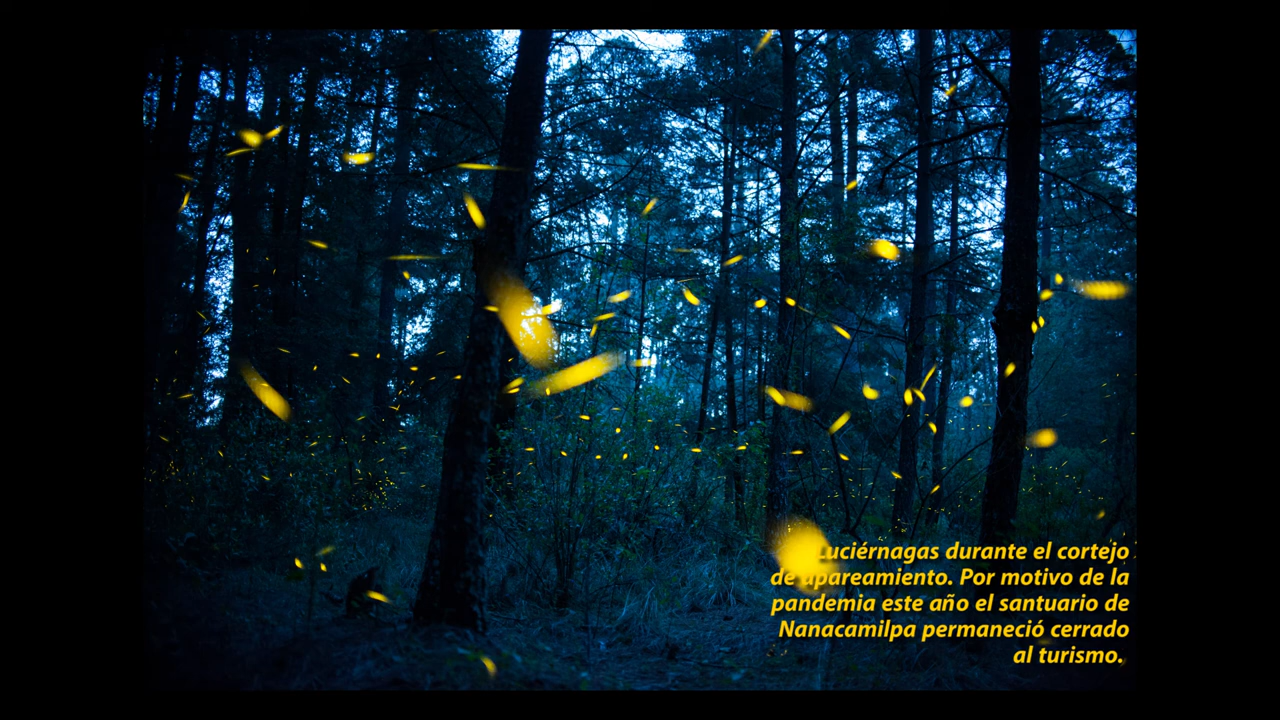 Luciérnagas durante el cortejo
de apareamiento. Por motivo de la
pandemia este año el santuario de
Nanacamilpa permaneció cerrado
al turismo.